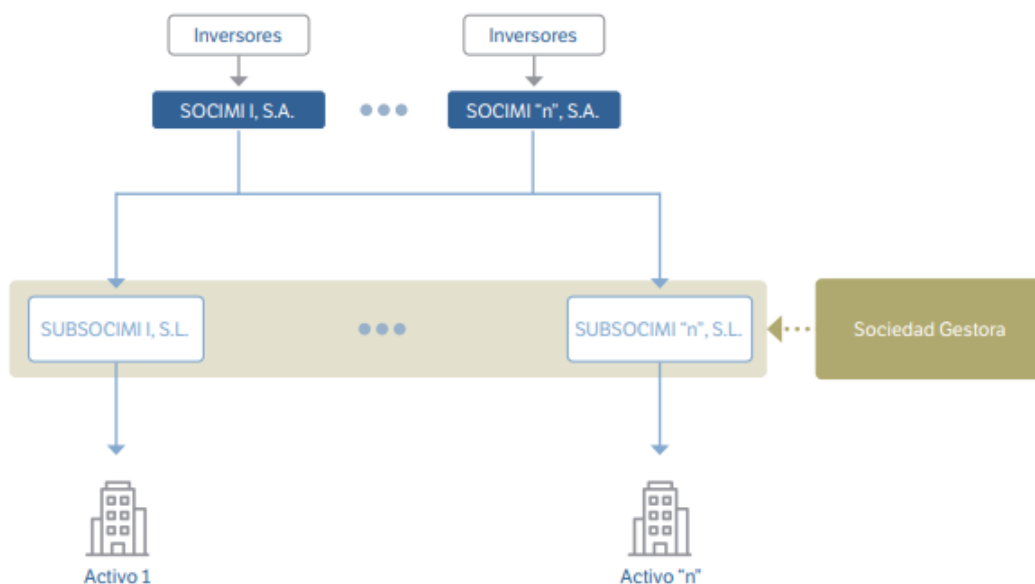 Inversores
Inversores
SOCIMI I, S.A.
SOCIMI “n”, S.A.
SUBSOCIMI I, S.L.
SUBSOCIMI “n”, S.L.
Sociedad Gestora
Activo 1
Activo “n”